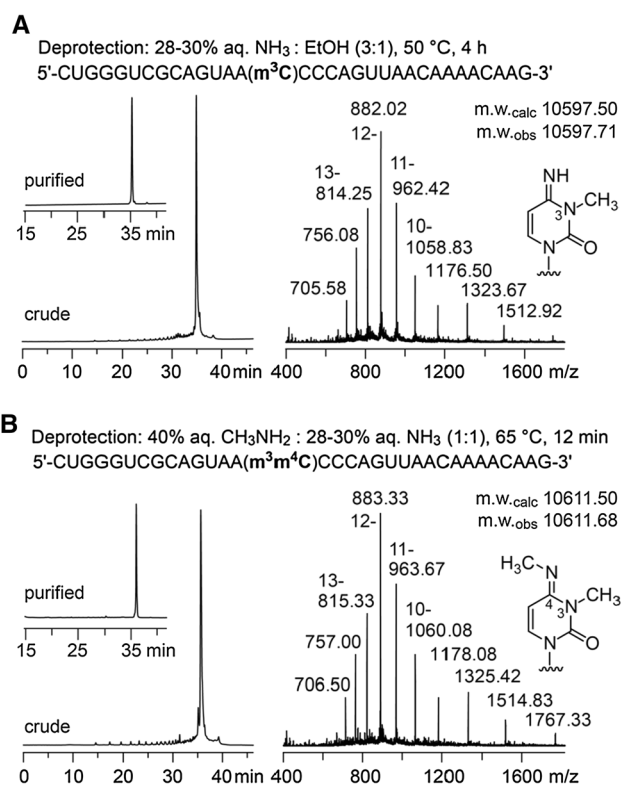 A
Deprotection: 28-30% aq. NH₃ : EtOH (3:1), 50 °C, 4 h
5'-CUGGGUCGCAGUAA(m³C)CCCAGUUAACAAAACAAG-3'
882.02
12-
m.w.calc 10597.50
m.w.obs 10597.71
purified
15 25 35 min
13-
814.25
11-
962.42
756.08
10-
1058.83
705.58
1176.50
1323.67
1512.92
NH
3
N
CH₃
N
O
crude
0 10 20 30 40 min
400 800 1200 1600 m/z
B
Deprotection: 40% aq. CH₃NH₂ : 28-30% aq. NH₃ (1:1), 65 °C, 12 min
5'-CUGGGUCGCAGUAA(m³m⁴C)CCCAGUUAACAAAACAAG-3'
883.33
12-
m.w.calc 10611.50
m.w.obs 10611.68
purified
15 25 35 min
13-
815.33
11-
963.67
757.00
10-
1060.08
706.50
1178.08
1325.42
1514.83
1767.33
H₃C
N
4
3
N
CH₃
N
O
crude
0 10 20 30 40 min
400 800 1200 1600 m/z